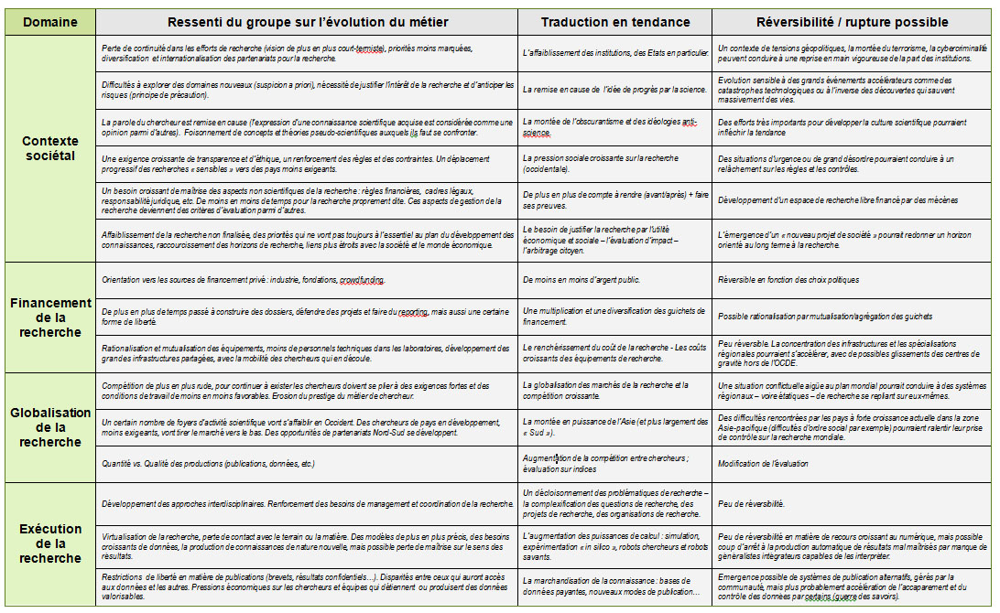 Domaine
Ressenti du groupe sur l'évolution du métier
Traduction en tendance
Réversibilité / rupture possible
Contexte
sociétal
Perte de continuité dans les efforts de recherche (vision de plus en plus court-termiste), priorités moins marquées,
diversification et internationalisation des partenariats pour la recherche.
L'affaiblissement des institutions, des Etats en particulier.
Un contexte de tensions géopolitiques, la montée du terrorisme, la cybercriminalité
peuvent conduire à une reprise en main vigoureuse de la part des institutions.
Difficultés à explorer des domaines nouveaux (suspicion a priori), nécessité de justifier l'intérêt de la recherche et d'anticiper les
risques (principe de précaution).
La remise en cause de l'idée de progrès par la science.
Evolution sensible à des grands évènements accélérateurs comme des
catastrophes technologiques ou à l'inverse des découvertes qui sauvent
massivement des vies.
La parole du chercheur est remise en cause (l'expression d'une connaissance scientifique acquise est considérée comme une
opinion parmi d'autres). Foisonnement de concepts et théories pseudo-scientifiques auxquels ils faut se confronter.
La montée de l'obscurantisme et des idéologies anti-
science.
Des efforts très importants pour développer la culture scientifique pourraient
infléchir la tendance
Une exigence croissante de transparence et d'éthique, un renforcement des règles et des contraintes. Un déplacement
progressif des recherches « sensibles » vers des pays moins exigeants.
La pression sociale croissante sur la recherche
(occidentale).
Des situations d'urgence ou de grand désordre pourraient conduire à un
relâchement sur les règles et les contrôles.
Un besoin croissant de maîtrise des aspects non scientifiques de la recherche : règles financières, cadres légaux,
responsabilité juridique, etc. De moins en moins de temps pour la recherche proprement dite. Ces aspects de gestion de la
recherche deviennent des critères d'évaluation parmi d'autres.
De plus en plus de compte à rendre (avant/après) + faire
ses preuves.
Développement d'un espace de recherche libre financé par des mécènes
Affaiblissement de la recherche non finalisée, des priorités qui ne vont pas toujours à l'essentiel au plan du développement des
connaissances, raccourcissement des horizons de recherche, liens plus étroits avec la société et le monde économique.
Le besoin de justifier la recherche par l'utilité
économique et sociale – l'évaluation d'impact –
l'arbitrage citoyen.
L'émergence d'un « nouveau projet de société » pourrait redonner un horizon
orienté au long terme à la recherche.
Financement
de la
recherche
Orientation vers les sources de financement privé : industrie, fondations, crowdfunding.
De moins en moins d'argent public.
Réversible en fonction des choix politiques
De plus en plus de temps passé à construire des dossiers, défendre des projets et faire du reporting, mais aussi une certaine
forme de liberté.
Une multiplication et une diversification des guichets de
financement.
Possible rationalisation par mutualisation/agrégation des guichets
Rationalisation et mutualisation des équipements, moins de personnels techniques dans les laboratoires, développement des
grandes infrastructures partagées, avec la mobilité des chercheurs qui en découle.
Le renchérissement du coût de la recherche - Les coûts
croissants des équipements de recherche.
Peu réversible. La concentration des infrastructures et les spécialisations
régionales pourraient s'accélérer, avec de possibles glissements des centres de
gravité hors de l'OCDE.
Globalisation
de la
recherche
Compétition de plus en plus rude, pour continuer à exister les chercheurs doivent se plier à des exigences fortes et des
conditions de travail de moins en moins favorables. Erosion du prestige du métier de chercheur.
La globalisation des marchés de la recherche et la
compétition croissante.
Une situation conflictuelle aigüe au plan mondial pourrait conduire à des systèmes
régionaux – voire étatiques – de recherche se repliant sur eux-mêmes.
Un certain nombre de foyers d'activité scientifique vont s'affaiblir en Occident. Des chercheurs de pays en développement,
moins exigeants, vont tirer le marché vers le bas. Des opportunités de partenariats Nord-Sud se développent.
La montée en puissance de l'Asie (et plus largement des
« Sud »).
Des difficultés rencontrées par les pays à forte croissance actuelle dans la zone
Asie-pacifique (difficultés d'ordre social par exemple) pourraient ralentir leur prise
de contrôle sur la recherche mondiale.
Quantité vs. Qualité des productions (publications, données, etc.)
Augmentation de la compétition entre chercheurs ;
évaluation sur indices
Modification de l'évaluation
Exécution
de la
recherche
Développement des approches interdisciplinaires. Renforcement des besoins de management et coordination de la recherche.
Un décloisonnement des problématiques de recherche –
la complexification des questions de recherche, des
projets de recherche, des organisations de recherche.
Peu de réversibilité.
Virtualisation de la recherche, perte de contact avec le terrain ou la matière. Des modèles de plus en plus précis, des besoins
croissants de données, la production de connaissances de nature nouvelle, mais possible perte de maîtrise sur le sens des
résultats.
L'augmentation des puissances de calcul : simulation,
expérimentation « in silico », robots chercheurs et robots
savants.
Peu de réversibilité en matière de recours croissant au numérique, mais possible
coup d'arrêt à la production automatique de résultats mal maîtrisés par manque de
généralistes intégrateurs capables de les interpréter.
Restrictions de liberté en matière de publications (brevets, résultats confidentiels…). Disparités entre ceux qui auront accès
aux données et les autres. Pressions économiques sur les chercheurs et équipes qui détiennent ou produisent des données
valorisables.
La marchandisation de la connaissance : bases de
données payantes, nouveaux modes de publication…
Emergence possible de systèmes de publication alternatifs, gérés par la
communauté, mais plus probablement accélération de l'accaparement et du
contrôle des données par certains (guerre des savoirs).